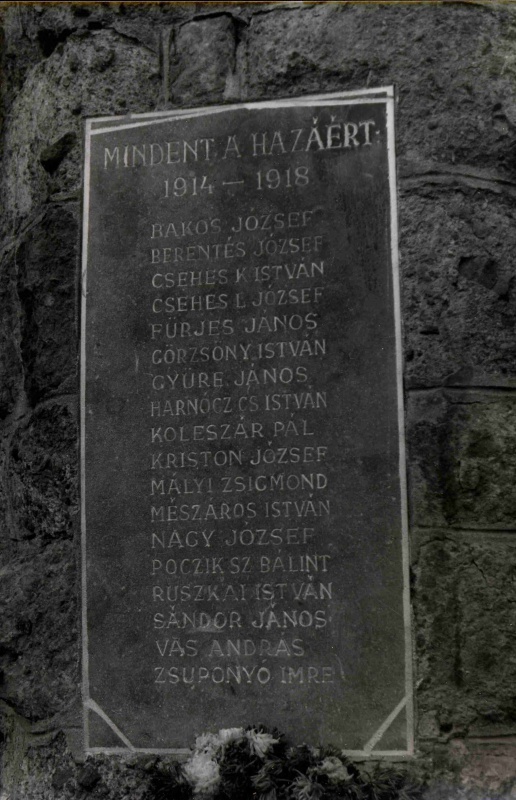 MINDENT A HAZÁÉRT
1914 — 1918
BAKOS JÓZSEF
BERENTÉS JÓZSEF
CSEHES K ISTVÁN
CSEHES L JÓZSEF
FÜRJES JÁNOS
GÖRZSÖNY ISTVÁN
GYÜRE JÁNOS
HARNÓCZ CS ISTVÁN
KOLESZÁR PÁL
KRISTON JÓZSEF
MÁLYI ZSIGMOND
MÉSZÁROS ISTVÁN
NAGY JÓZSEF
POCZIK SZ BÁLINT
RUSZKAI ISTVÁN
SÁNDOR JÁNOS
VAS ANDRÁS
ZSUPONYÓ IMRE